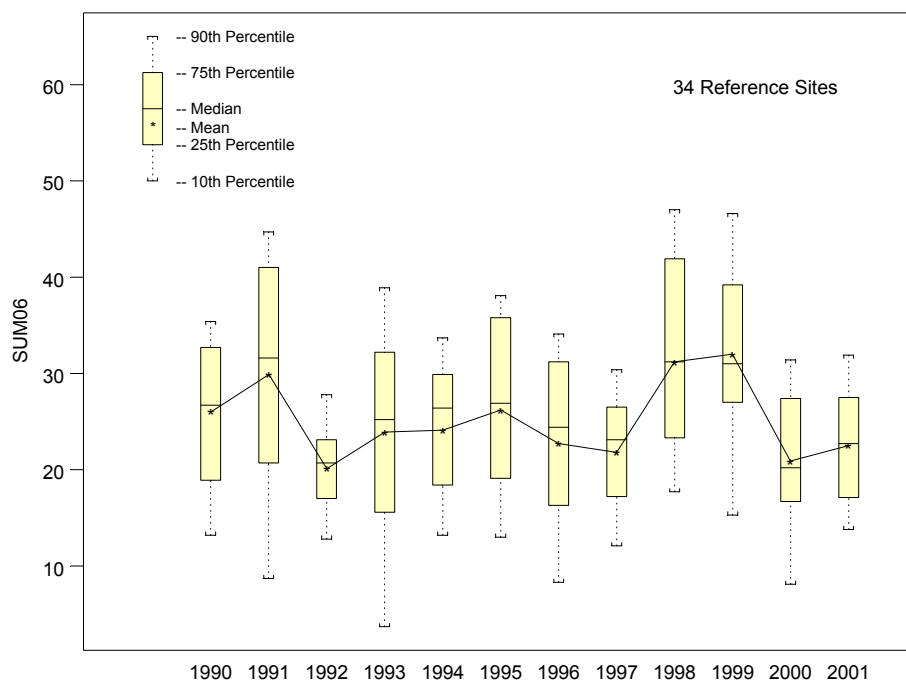 -- 90th Percentile
-- 75th Percentile
-- Median
-- Mean
-- 25th Percentile
-- 10th Percentile
34 Reference Sites
SUM06
60
50
40
30
20
10
1990 1991 1992 1993 1994 1995 1996 1997 1998 1999 2000 2001